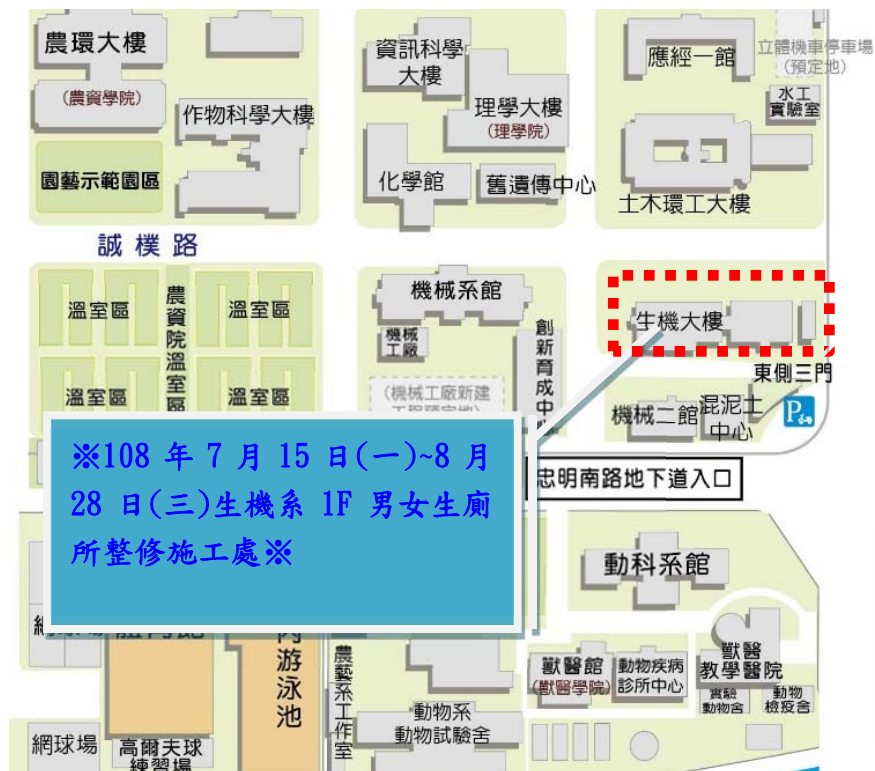 農環大樓
(農資學院)
作物科學大樓
園藝示範園區
資訊科學
大樓
理學大樓
(理學院)
化學館
舊遺傳中心
應經一館
立體機車停車場
(預定地)
水工
實驗室
土木環工大樓
誠樸路
溫室區
農資院溫室區
溫室區
溫室區
溫室區
機械系館
機械
工廠
創新育成中心
(機械工廠新建
工程預定地)
生機大樓
東側三門
機械二館
混泥土
中心
P
忠明南路地下道入口
※108 年 7 月 15 日(一)~8 月
28 日(三)生機系 1F 男女生廁
所整修施工處※
動科系館
游泳池
農藝系工作室
動物系
動物試驗舍
獸醫館
(獸醫學院)
動物疾病
診所中心
獸醫
教學醫院
實驗
動物舍
動物
檢疫舍
網球場
高爾夫球
練習場